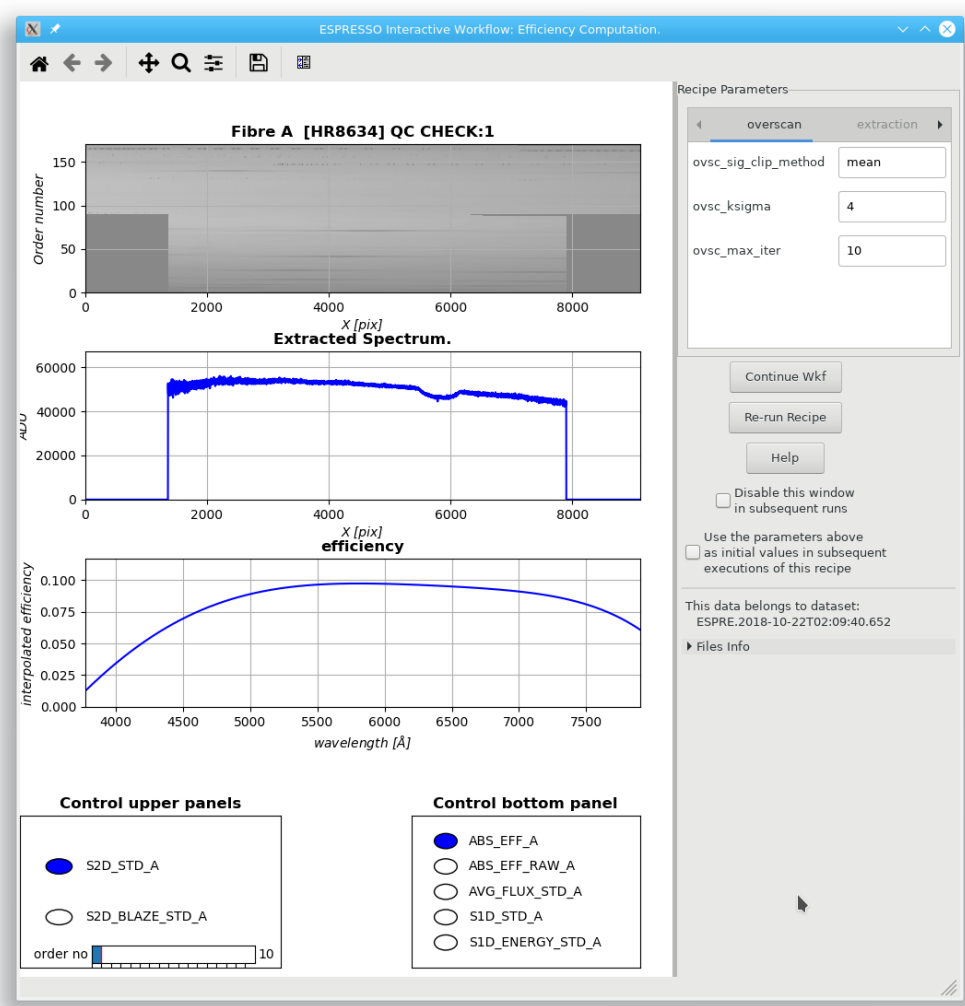 ESPRESSO Interactive Workflow: Efficiency Computation.
Recipe Parameters
overscan
extraction
ovsc_sig_clip_method
mean
ovsc_ksigma
4
ovsc_max_iter
10
Fibre A [HR8634] QC CHECK:1
Order number
150
100
50
0
0
2000
4000
6000
8000
X [pix]
Extracted Spectrum.
ADU
60000
40000
20000
0
0
2000
4000
6000
8000
X [pix]
efficiency
interpolated efficiency
0.100
0.075
0.050
0.025
0.000
4000
4500
5000
5500
6000
6500
7000
7500
wavelength [Å]
Continue Wkf
Re-run Recipe
Help
Disable this window
in subsequent runs
Use the parameters above
as initial values in subsequent
executions of this recipe
This data belongs to dataset:
ESPRE.2018-10-22T02:09:40.652
Files Info
Control upper panels
S2D_STD_A
S2D_BLAZE_STD_A
order no
10
Control bottom panel
ABS_EFF_A
ABS_EFF_RAW_A
AVG_FLUX_STD_A
S1D_STD_A
S1D_ENERGY_STD_A